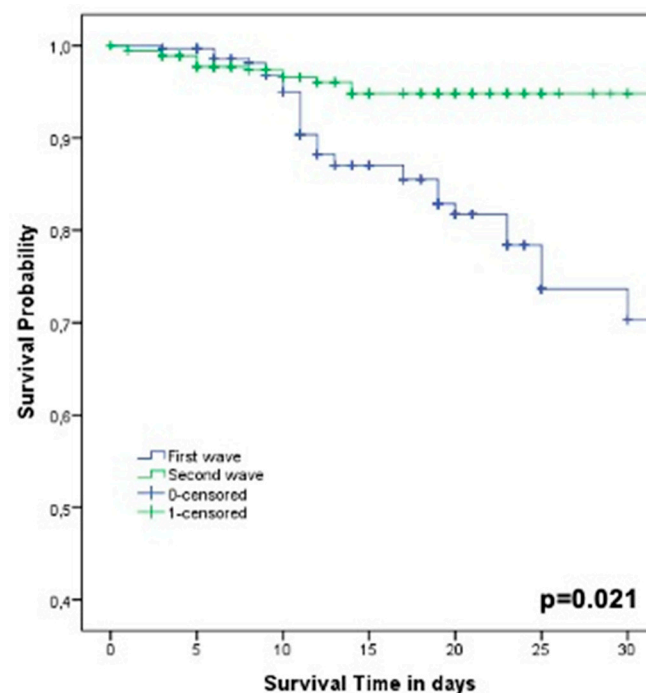 1,0
0,9
0,8
0,7
0,6
0,5
0,4
Survival Probability
First wave
Second wave
0-censored
1-censored
p=0.021
0 5 10 15 20 25 30
Survival Time in days